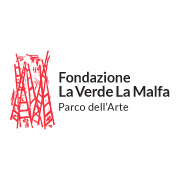 Fondazione
La Verde La Malfa
Parco dell'Arte